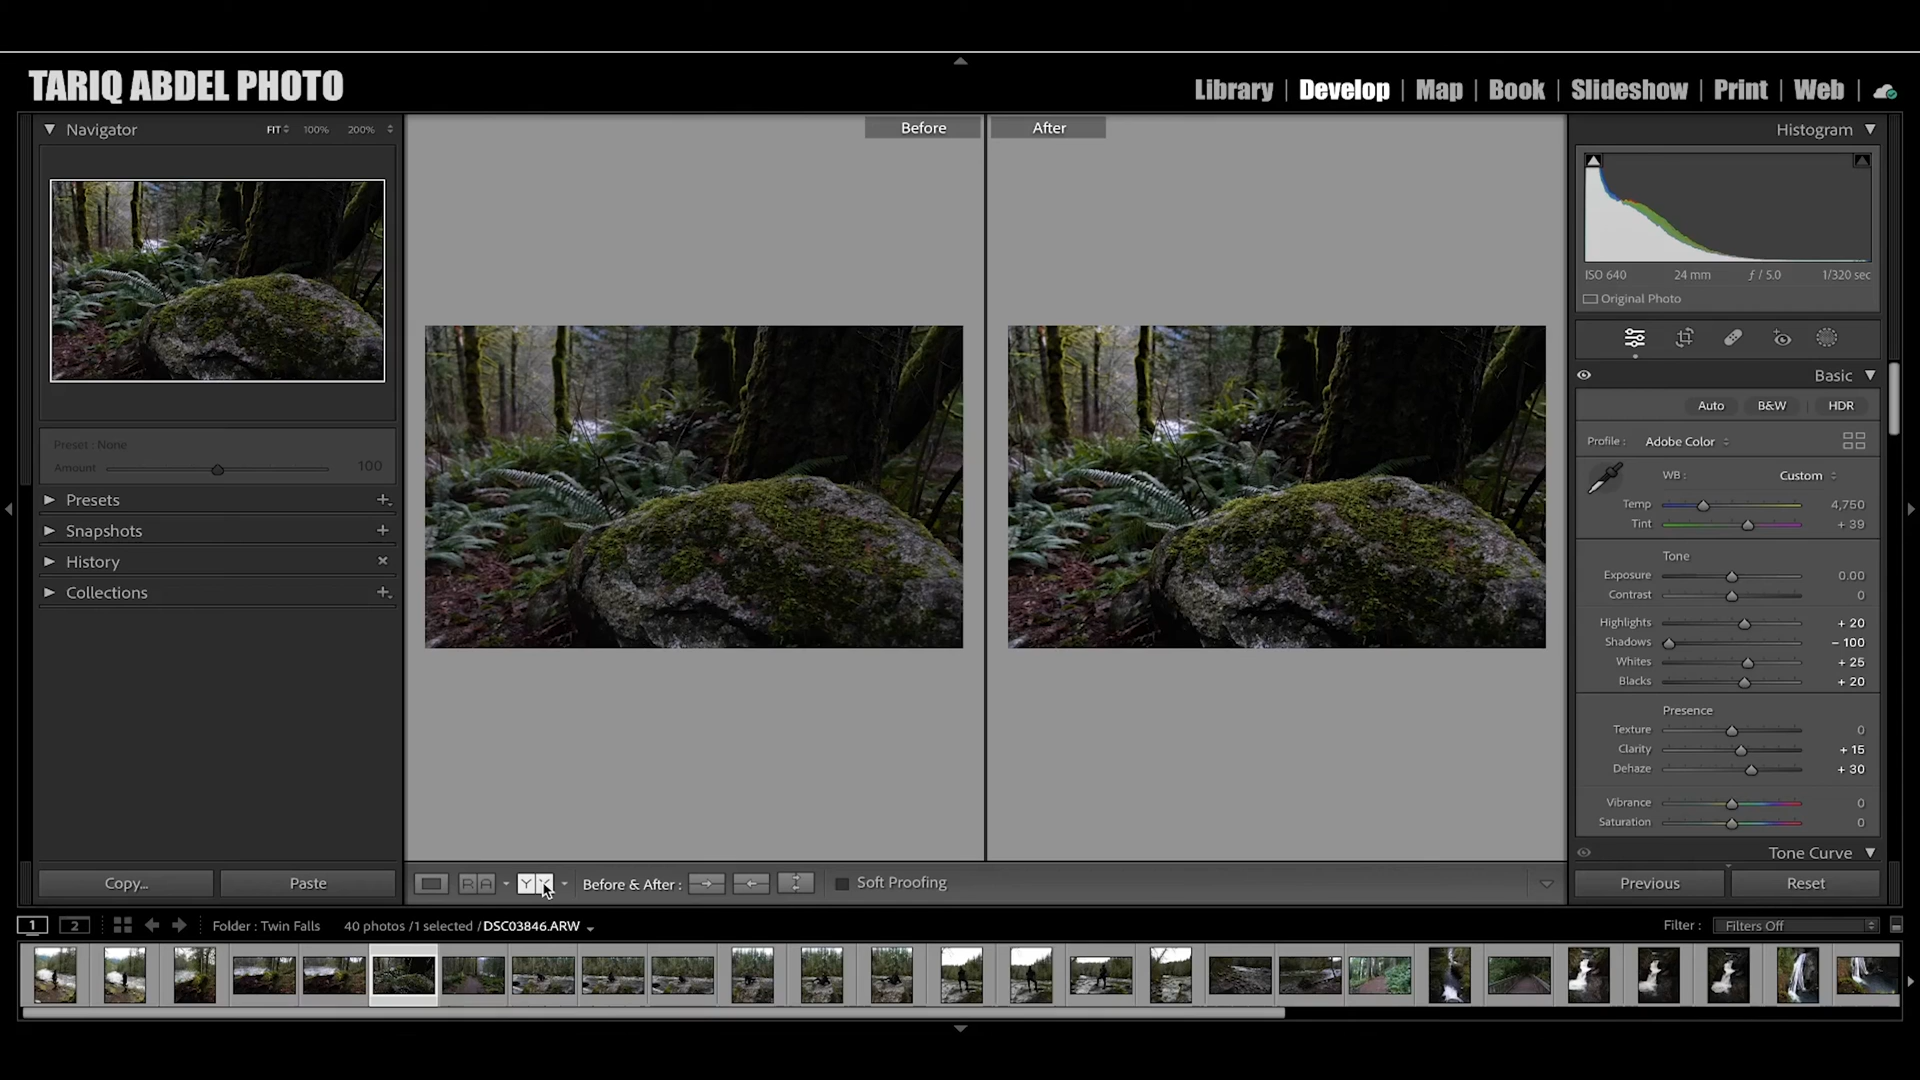 TARIQ ABDEL PHOTO
Library | Develop | Map | Book | Slideshow | Print | Web |
Navigator FIT 100% 200%
Before
After
Histogram
ISO 640 24 mm ƒ / 5.0 1/320 sec
Original Photo
Basic
Auto B&W HDR
Profile : Adobe Color
WB : Custom
Temp 4,750
Tint + 39
Tone
Exposure 0.00
Contrast 0
Highlights + 20
Shadows − 100
Whites + 25
Blacks + 20
Presence
Texture 0
Clarity + 15
Dehaze + 30
Vibrance 0
Saturation 0
Tone Curve
Previous Reset
Preset : None
Amount 100
Presets
Snapshots
History
Collections
Copy... Paste
R A Y Y Before & After : Soft Proofing
1 2 Folder : Twin Falls 40 photos /1 selected /DSC03846.ARW
Filter : Filters Off